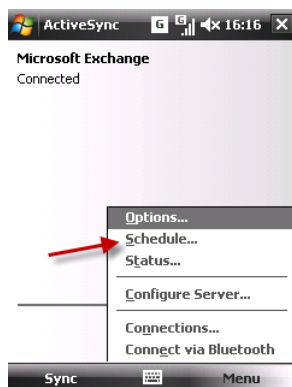 ActiveSync G G 16:16
Microsoft Exchange
Connected
Options...
Schedule...
Status...
Configure Server...
Connections...
Connect via Bluetooth
Sync Menu